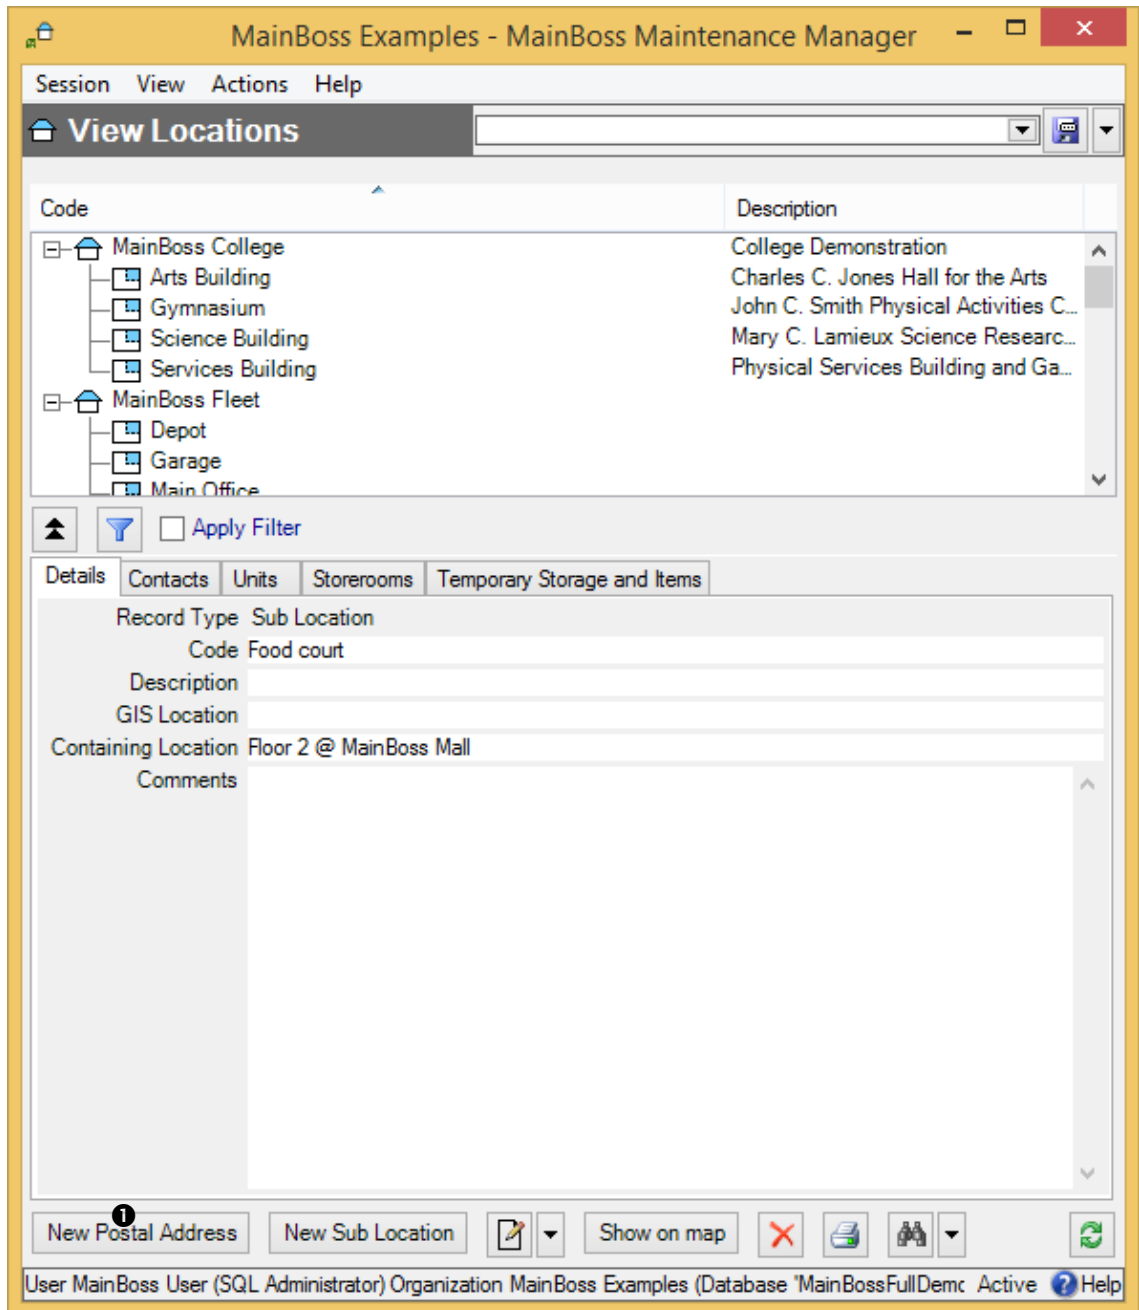 MainBoss Examples - MainBoss Maintenance Manager
Session View Actions Help
View Locations
Code Description
MainBoss College College Demonstration
Arts Building Charles C. Jones Hall for the Arts
Gymnasium John C. Smith Physical Activities C...
Science Building Mary C. Lamieux Science Researc...
Services Building Physical Services Building and Ga...
MainBoss Fleet
Depot
Garage
Main Office
Apply Filter
Details Contacts Units Storerooms Temporary Storage and Items
Record Type Sub Location
Code Food court
Description
GIS Location
Containing Location Floor 2 @ MainBoss Mall
Comments
1
New Postal Address New Sub Location Show on map
User MainBoss User (SQL Administrator) Organization MainBoss Examples (Database "MainBossFullDemo Active Help